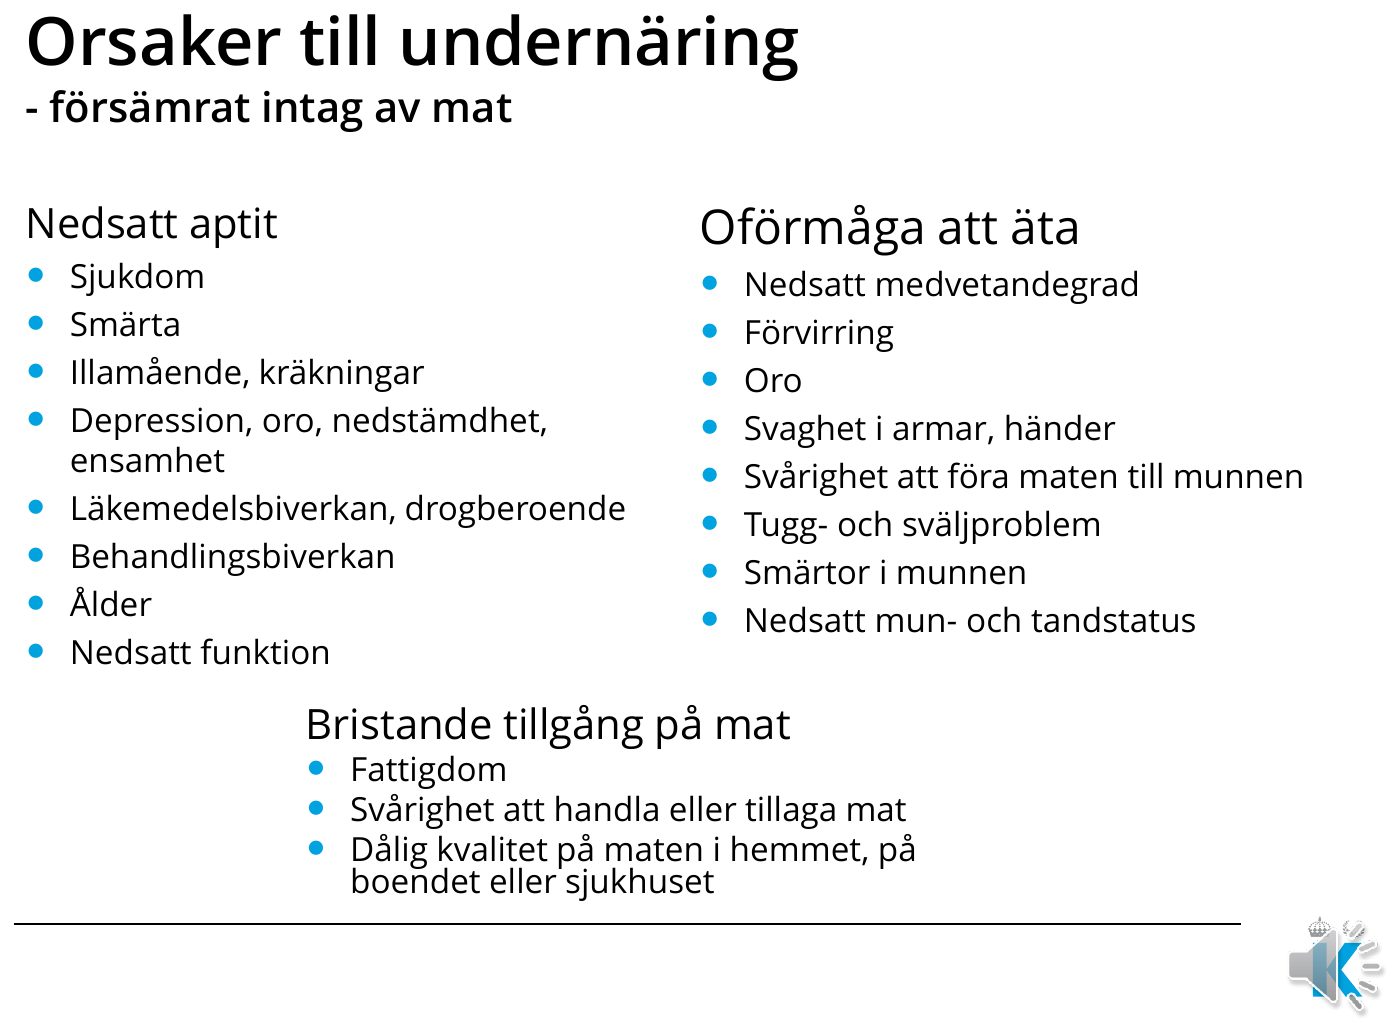 Orsaker till undernäring
- försämrat intag av mat
Nedsatt aptit
Sjukdom
Smärta
Illamående, kräkningar
Depression, oro, nedstämdhet,
ensamhet
Läkemedelsbiverkan, drogberoende
Behandlingsbiverkan
Ålder
Nedsatt funktion
Oförmåga att äta
Nedsatt medvetandegrad
Förvirring
Oro
Svaghet i armar, händer
Svårighet att föra maten till munnen
Tugg- och sväljproblem
Smärtor i munnen
Nedsatt mun- och tandstatus
Bristande tillgång på mat
Fattigdom
Svårighet att handla eller tillaga mat
Dålig kvalitet på maten i hemmet, på
boendet eller sjukhuset
K